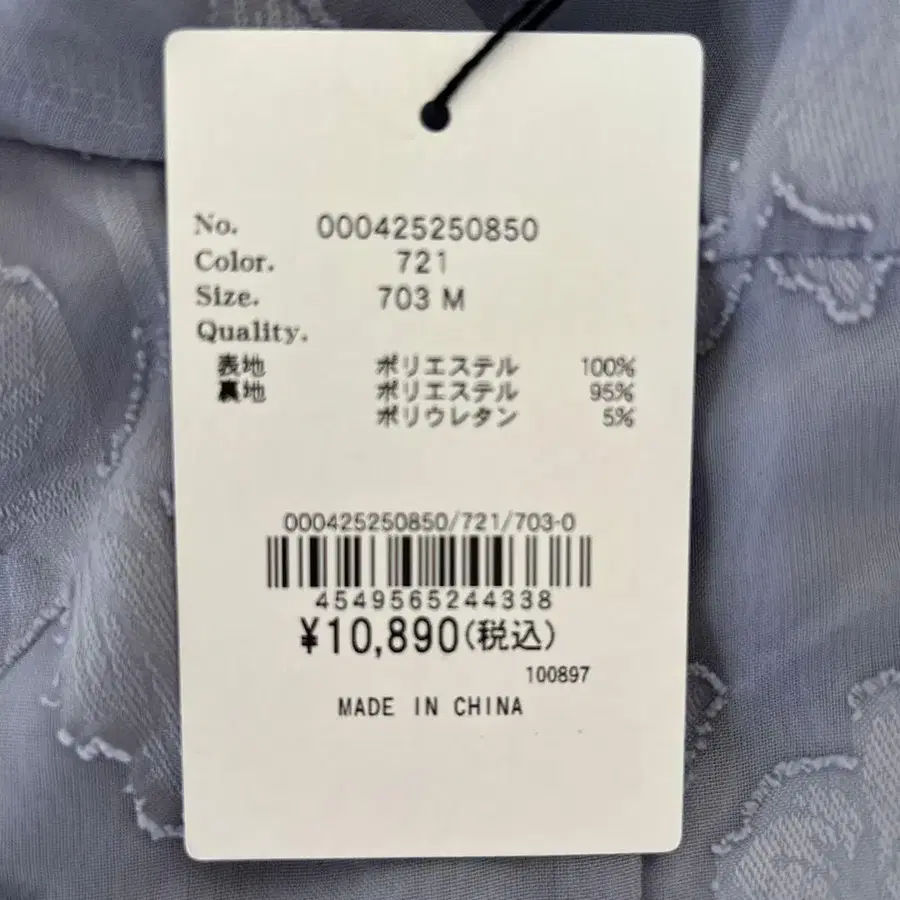 No. 000425250850
Color. 721
Size. 703 M
Quality.
表地 ポリエステル 100%
裏地 ポリエステル 95%
ポリウレタン 5%
000425250850/721/703-0
4549565244338
¥10,890(税込)
100897
MADE IN CHINA